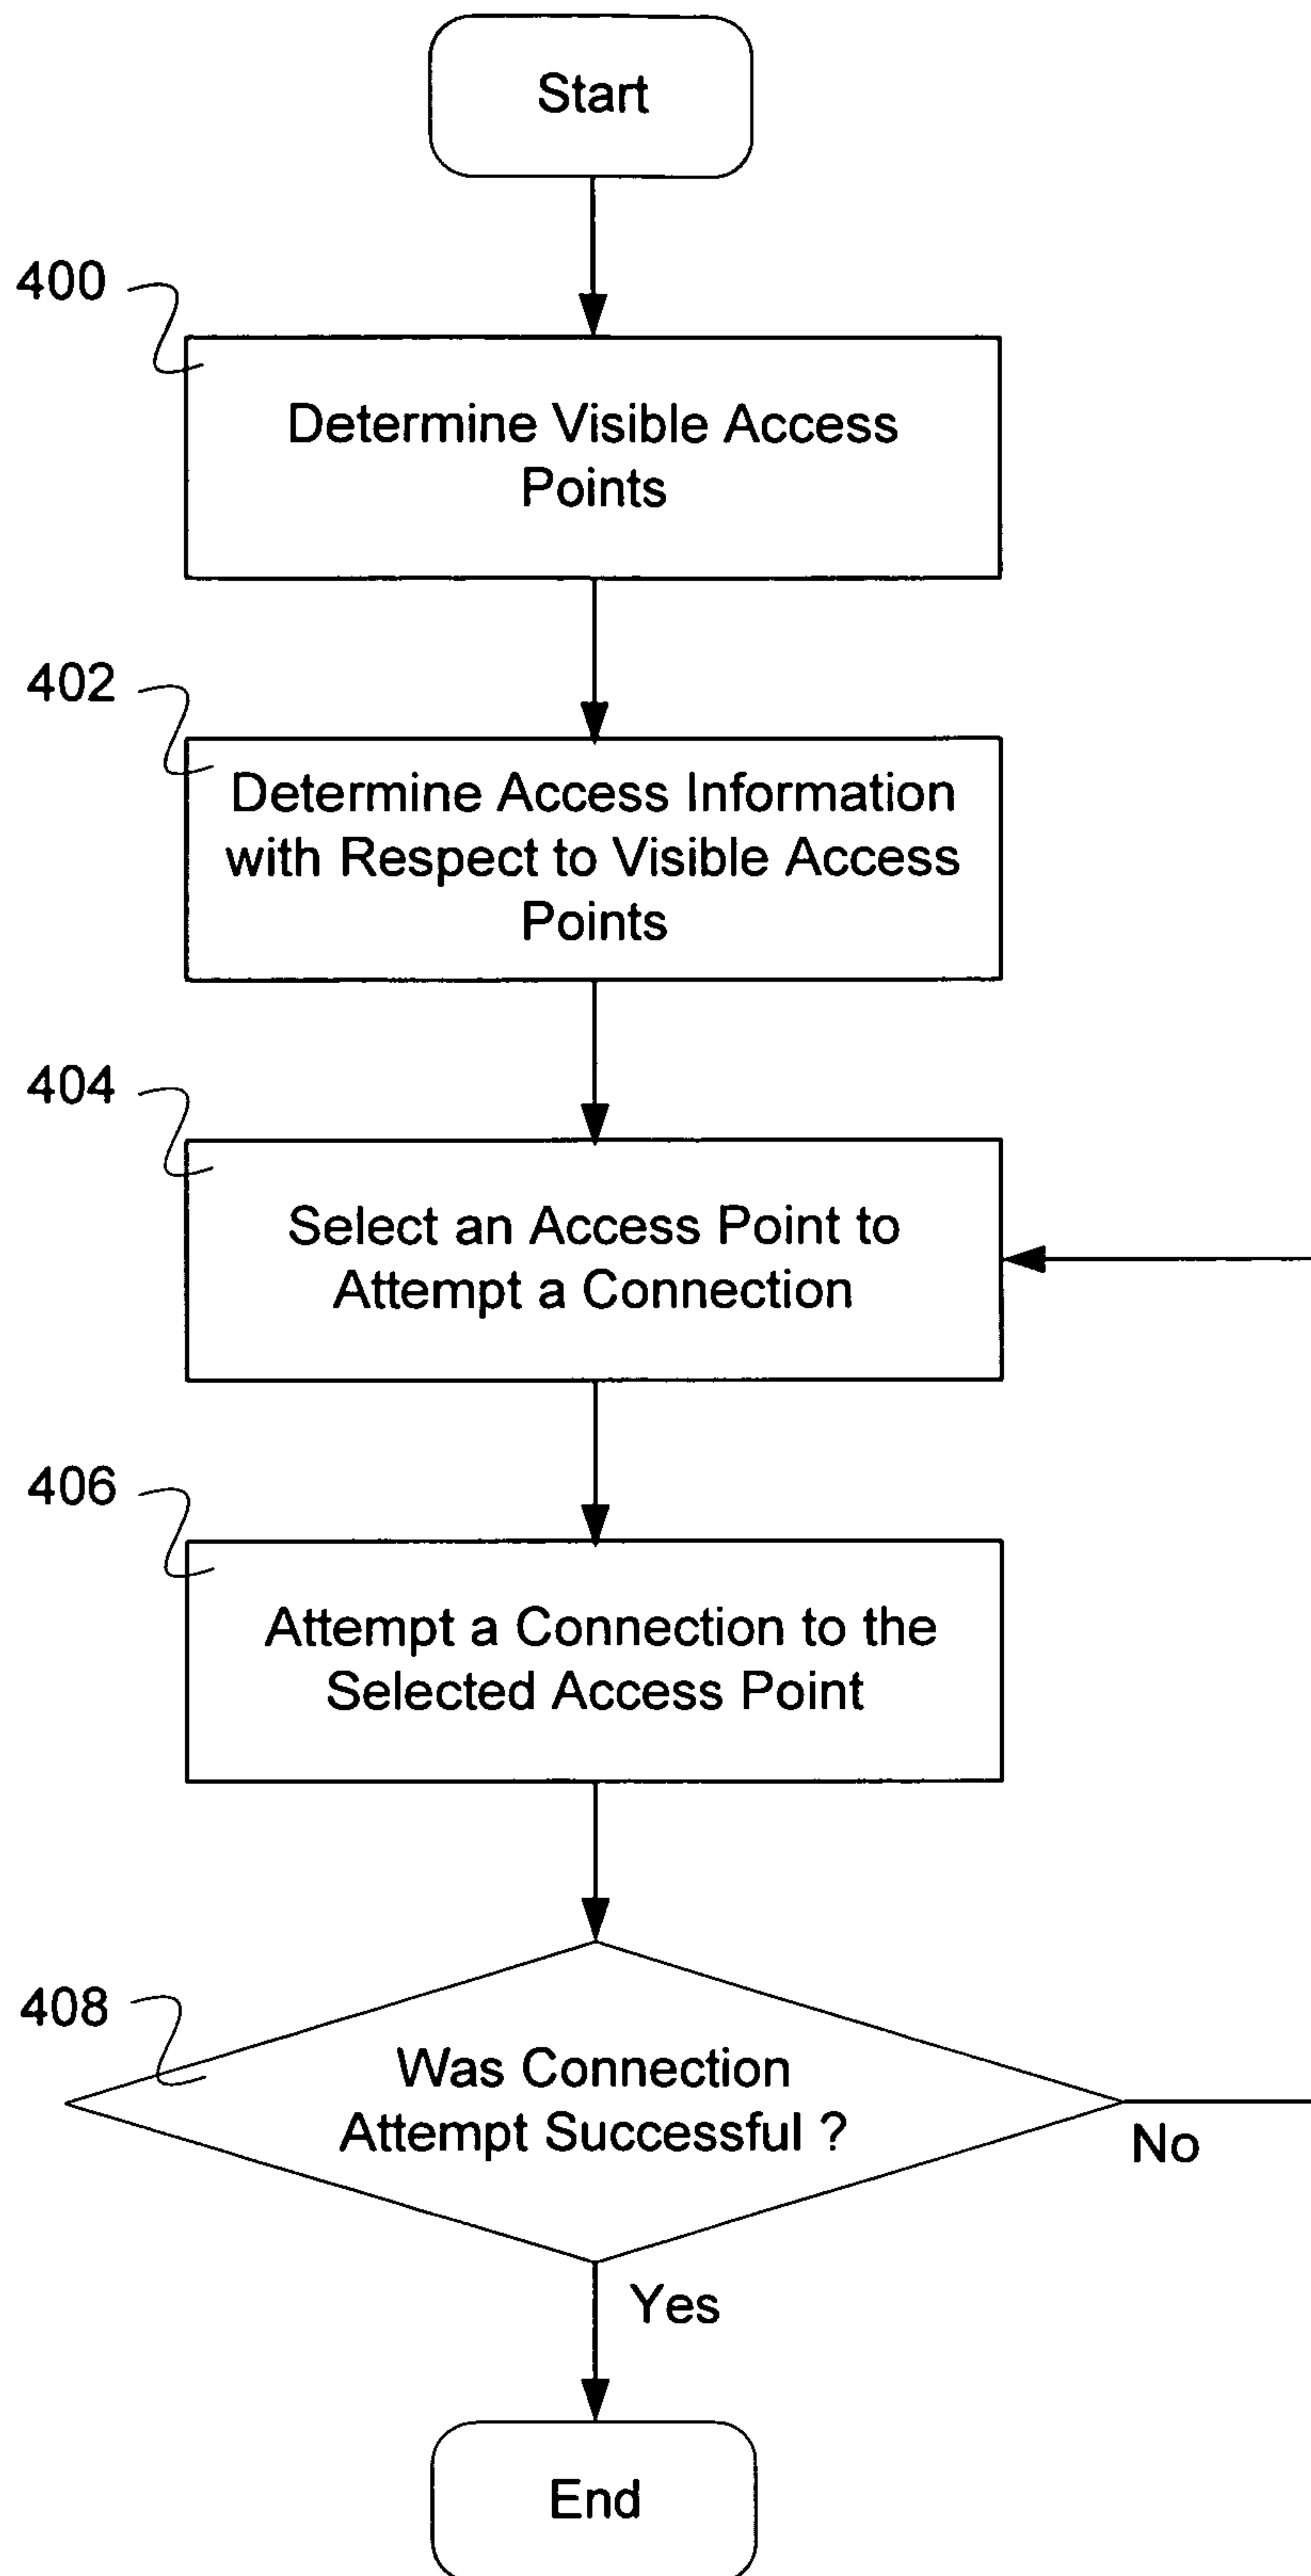 Start
400
Determine Visible Access
Points
402
Determine Access Information
with Respect to Visible Access
Points
404
Select an Access Point to
Attempt a Connection
406
Attempt a Connection to the
Selected Access Point
408
Was Connection
Attempt Successful ?
No
Yes
End